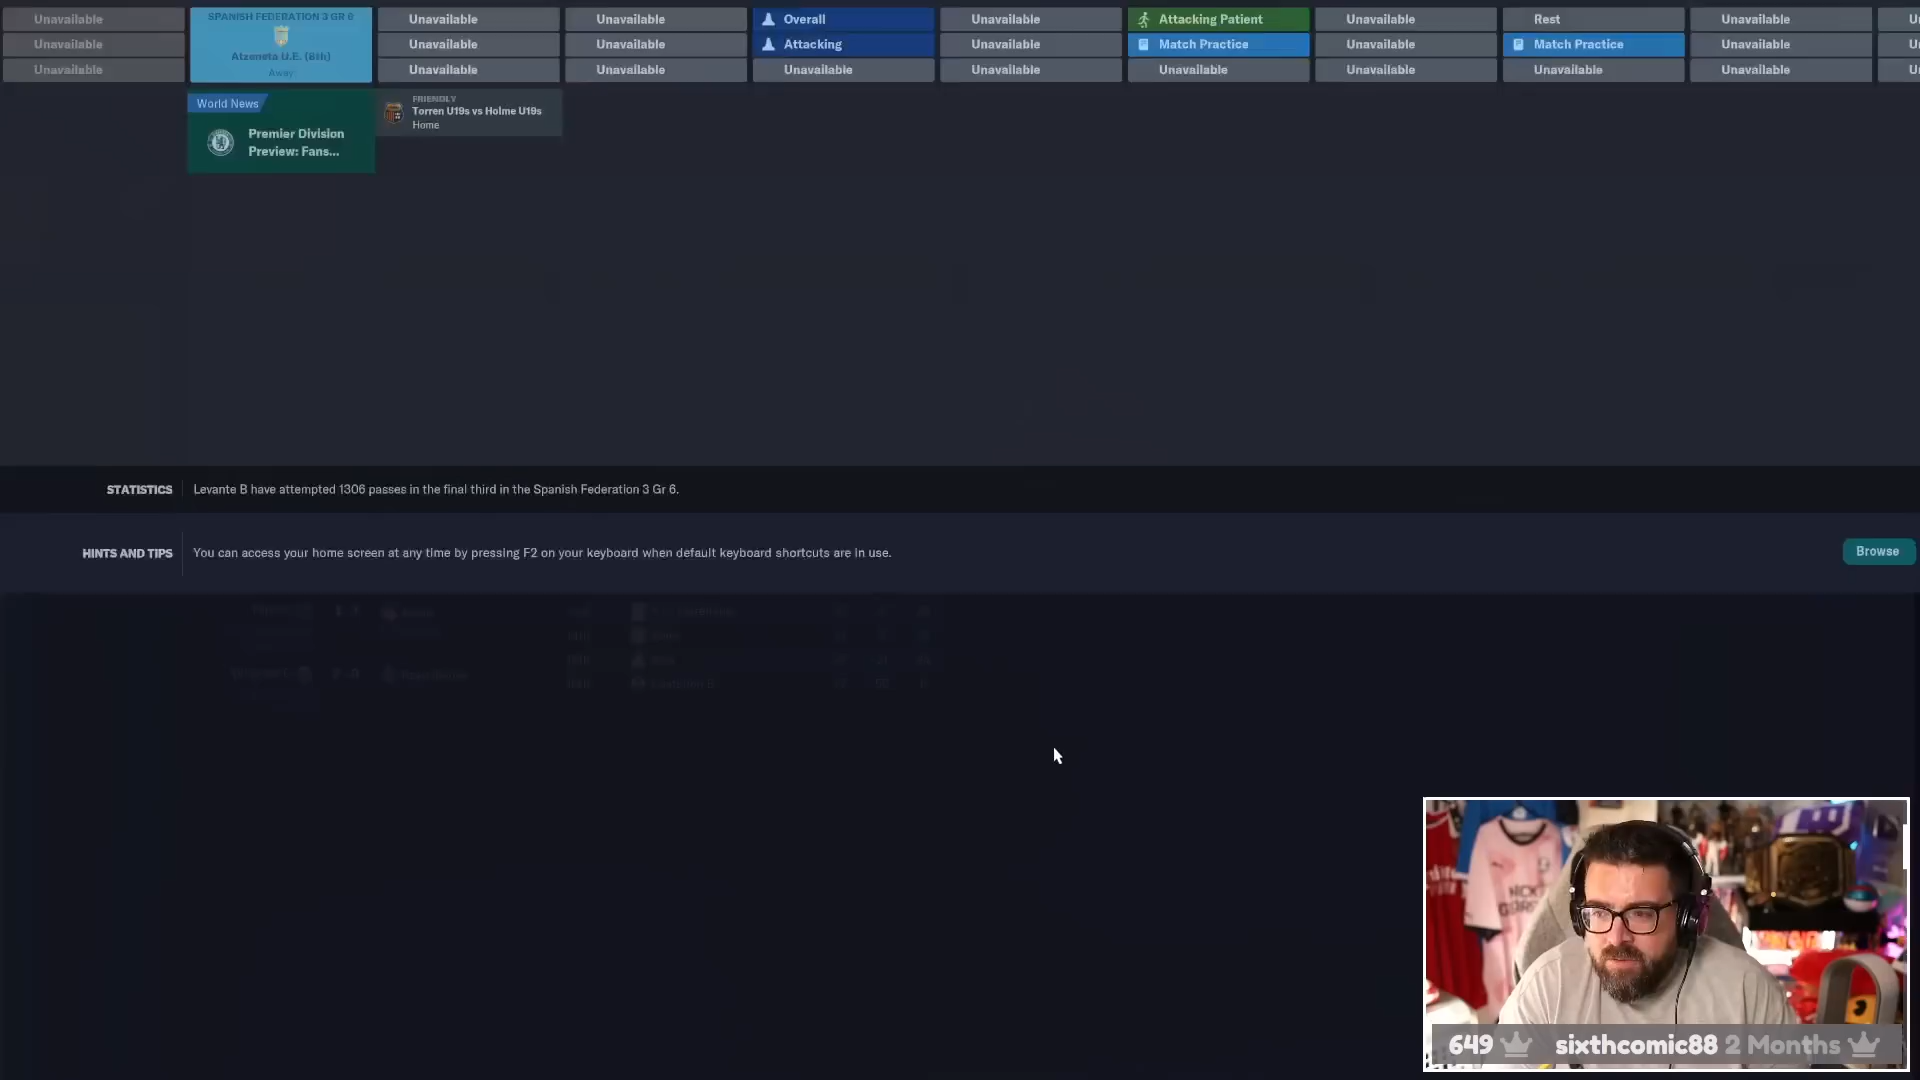 Unavailable
Unavailable
Unavailable
SPANISH FEDERATION 3 GR 6
Atzeneta U.E. (6th)
Away
Unavailable
Unavailable
Unavailable
Unavailable
Unavailable
Unavailable
Overall
Attacking
Unavailable
Unavailable
Unavailable
Unavailable
Attacking Patient
Match Practice
Unavailable
Unavailable
Unavailable
Unavailable
Rest
Match Practice
Unavailable
Unavailable
Unavailable
Unavailable
World News
Premier Division
Preview: Fans...
FRIENDLY
Torren U19s vs Holme U19s
Home
STATISTICS
Levante B have attempted 1306 passes in the final third in the Spanish Federation 3 Gr 6.
HINTS AND TIPS
You can access your home screen at any time by pressing F2 on your keyboard when default keyboard shortcuts are in use.
Browse
649 sixthcomic88 2 Months